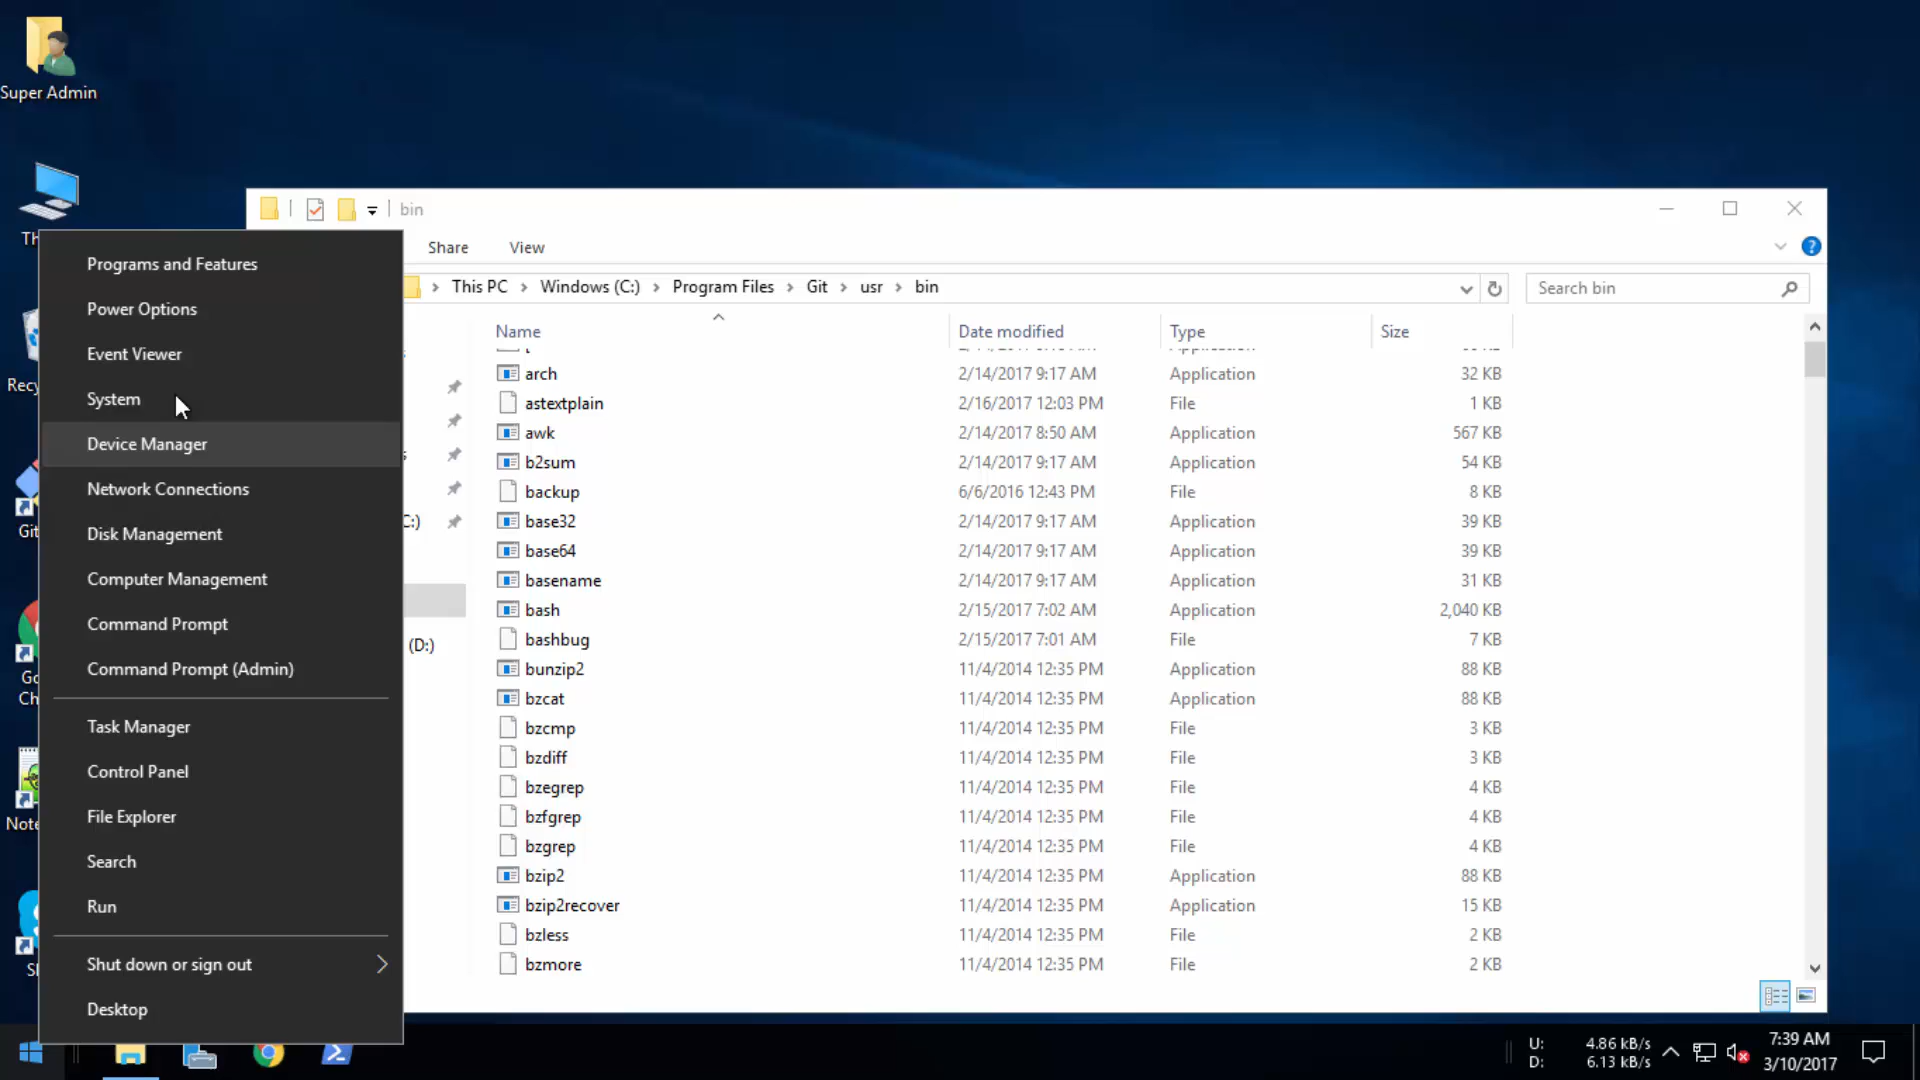 Super Admin
bin
Share
View
This PC
Windows (C:)
Program Files
Git
usr
bin
Search bin
Name
Date modified
Type
Size
arch 2/14/2017 9:17 AM Application 32 KB
astextplain 2/16/2017 12:03 PM File 1 KB
awk 2/14/2017 8:50 AM Application 567 KB
b2sum 2/14/2017 9:17 AM Application 54 KB
backup 6/6/2016 12:43 PM File 8 KB
base32 2/14/2017 9:17 AM Application 39 KB
base64 2/14/2017 9:17 AM Application 39 KB
basename 2/14/2017 9:17 AM Application 31 KB
bash 2/15/2017 7:02 AM Application 2,040 KB
bashbug 2/15/2017 7:01 AM File 7 KB
bunzip2 11/4/2014 12:35 PM Application 88 KB
bzcat 11/4/2014 12:35 PM Application 88 KB
bzcmp 11/4/2014 12:35 PM File 3 KB
bzdiff 11/4/2014 12:35 PM File 3 KB
bzegrep 11/4/2014 12:35 PM File 4 KB
bzfgrep 11/4/2014 12:35 PM File 4 KB
bzgrep 11/4/2014 12:35 PM File 4 KB
bzip2 11/4/2014 12:35 PM Application 88 KB
bzip2recover 11/4/2014 12:35 PM Application 15 KB
bzless 11/4/2014 12:35 PM File 2 KB
bzmore 11/4/2014 12:35 PM File 2 KB
C:)
(D:)
Programs and Features
Power Options
Event Viewer
System
Device Manager
Network Connections
Disk Management
Computer Management
Command Prompt
Command Prompt (Admin)
Task Manager
Control Panel
File Explorer
Search
Run
Shut down or sign out
Desktop
Th
Recy
Git
Go
Ch
Note
U: 4.86 kB/s
D: 6.13 kB/s
7:39 AM
3/10/2017